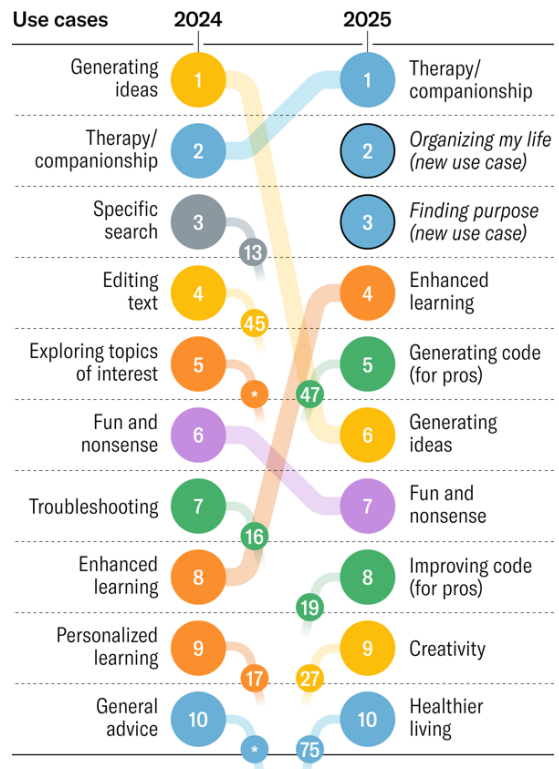 Use cases 2024 2025
Generating
ideas
1
1
Therapy/
companionship
Therapy/
companionship
2
2
Organizing my life
(new use case)
Specific
search
3
13
3
Finding purpose
(new use case)
Editing
text
4
45
4
Enhanced
learning
Exploring topics
of interest
5
*
47
5
Generating code
(for pros)
Fun and
nonsense
6
6
Generating
ideas
Troubleshooting
7
16
7
Fun and
nonsense
Enhanced
learning
8
19
8
Improving code
(for pros)
Personalized
learning
9
17
27
9
Creativity
General
advice
10
*
75
10
Healthier
living